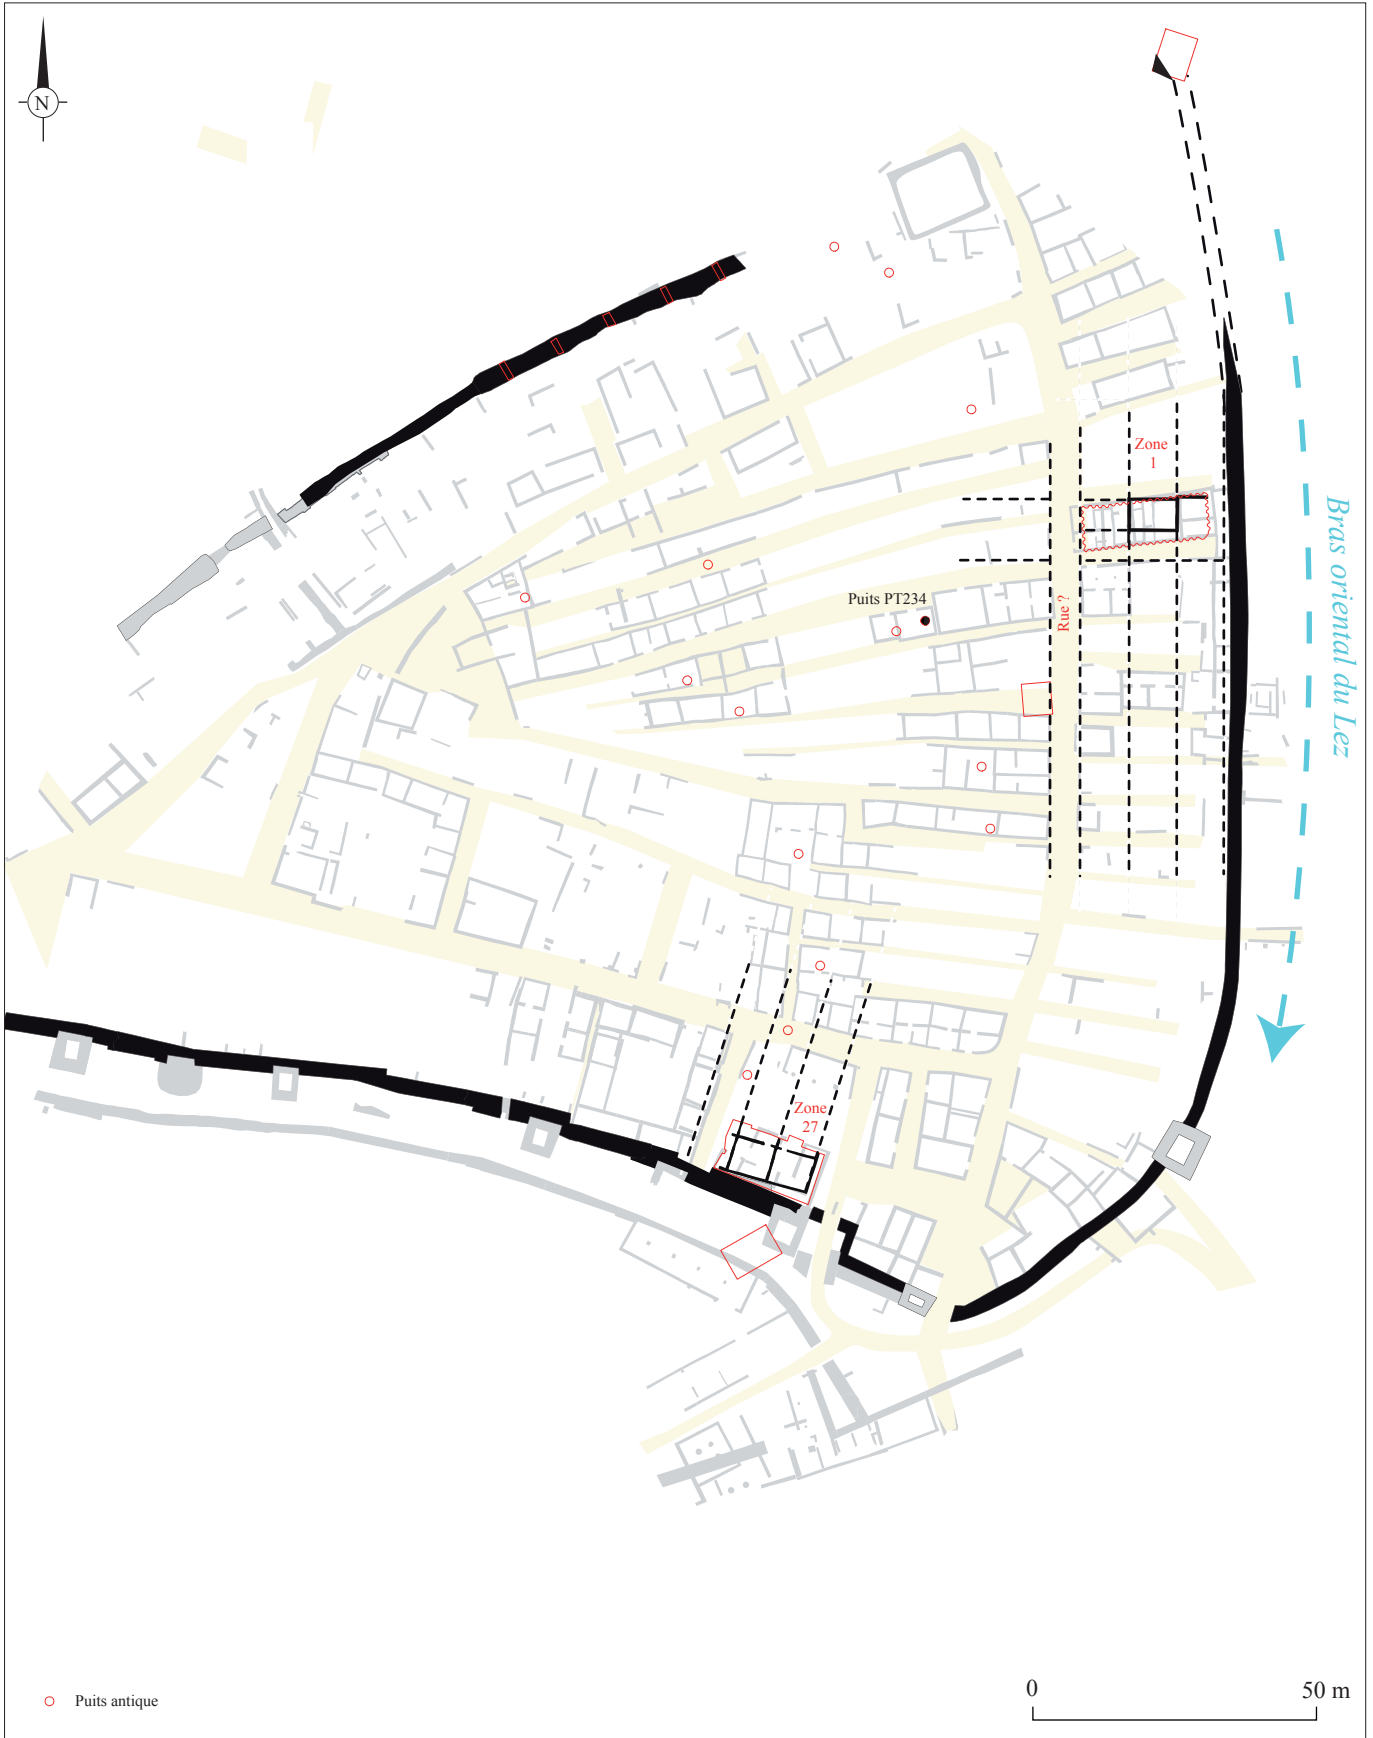 N
Zone
1
Bras oriental du Lez
Puits PT234
Rue ?
Zone
27
0
50 m
Puits antique